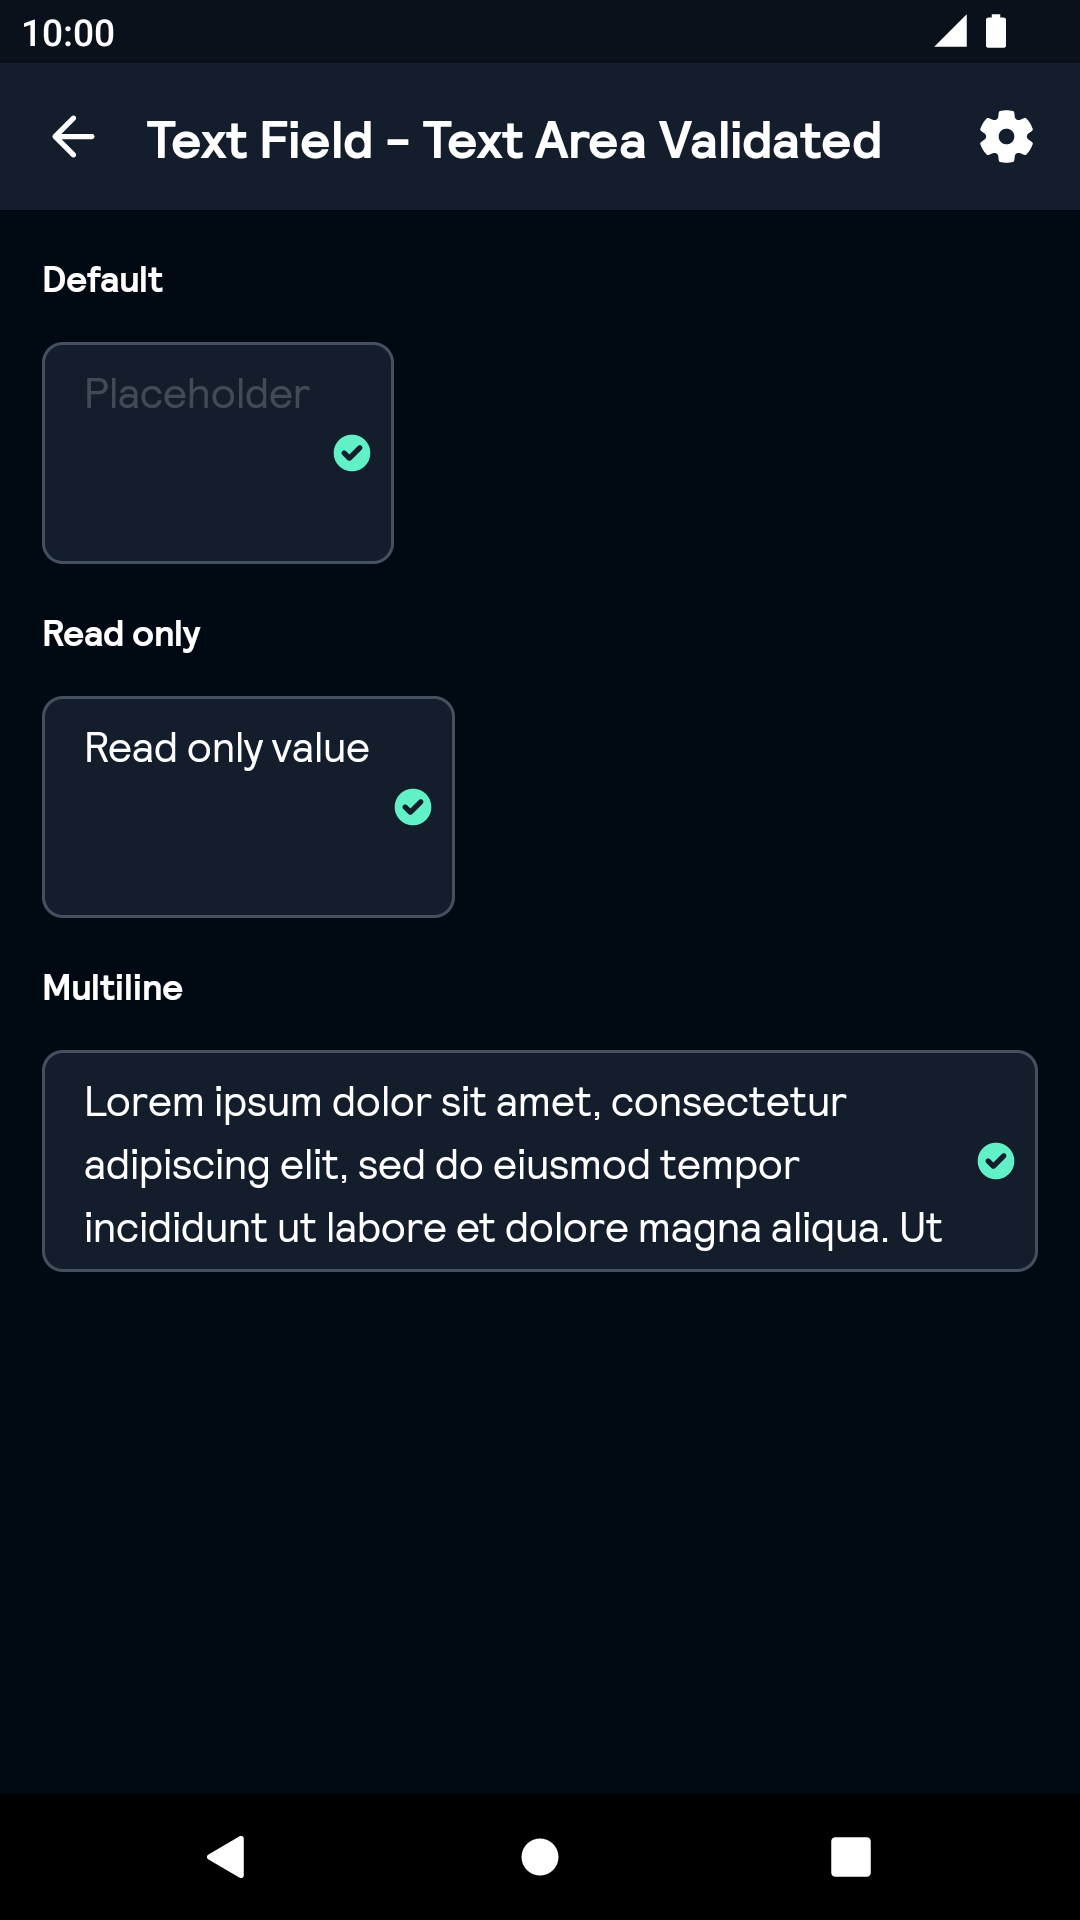 10:00
Text Field - Text Area Validated
Default
Placeholder
Read only
Read only value
Multiline
Lorem ipsum dolor sit amet, consectetur
adipiscing elit, sed do eiusmod tempor
incididunt ut labore et dolore magna aliqua. Ut